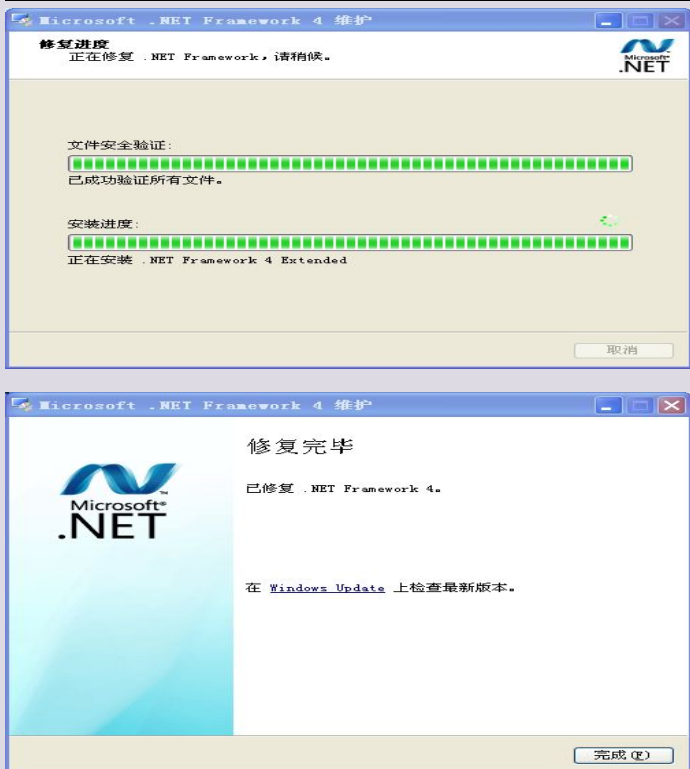 Microsoft .NET Framework 4 维护
修复进度
正在修复 .NET Framework,请稍候。
Microsoft®
.NET
文件安全验证:
已成功验证所有文件。
安装进度:
正在安装 .NET Framework 4 Extended
取消
Microsoft .NET Framework 4 维护
修复完毕
已修复 .NET Framework 4。
Microsoft®
.NET
在 Windows Update 上检查最新版本。
完成(F)